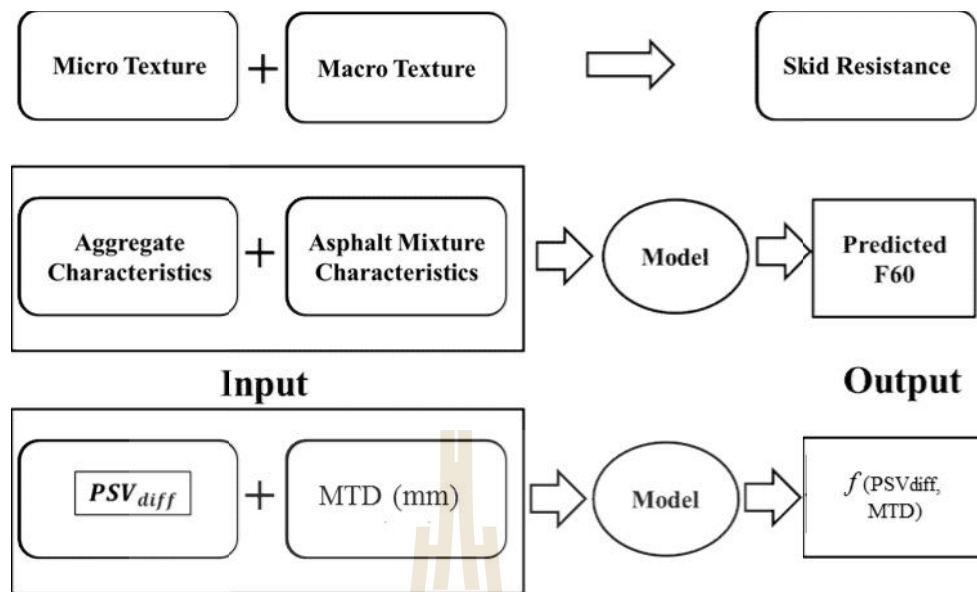 Micro Texture + Macro Texture Skid Resistance
Aggregate
Characteristics
+
Asphalt Mixture
Characteristics
Model
Predicted
F60
Input
Output
PSV_diff + MTD (mm)
Model
f(PSVdiff,
MTD)